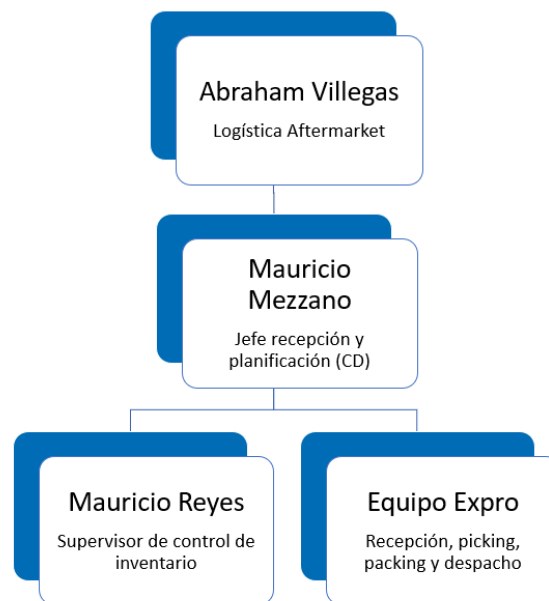 Abraham Villegas
Logística Aftermarket
Mauricio
Mezzano
Jefe recepción y
planificación (CD)
Mauricio Reyes
Supervisor de control de
inventario
Equipo Expro
Recepción, picking,
packing y despacho